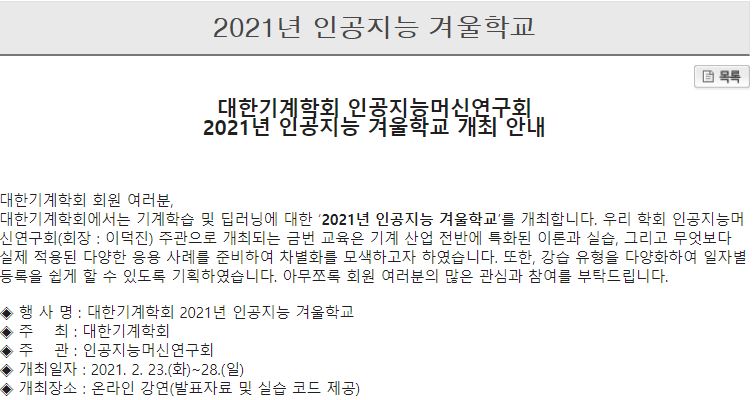 2021년 인공지능 겨울학교
목록
대한기계학회 인공지능머신연구회
2021년 인공지능 겨울학교 개최 안내
대한기계학회 회원 여러분,
대한기계학회에서는 기계학습 및 딥러닝에 대한 ‘2021년 인공지능 겨울학교’를 개최합니다. 우리 학회 인공지능머
신연구회(회장 : 이덕진) 주관으로 개최되는 금번 교육은 기계 산업 전반에 특화된 이론과 실습, 그리고 무엇보다
실제 적용된 다양한 응용 사례를 준비하여 차별화를 모색하고자 하였습니다. 또한, 강습 유형을 다양화하여 일자별
등록을 쉽게 할 수 있도록 기획하였습니다. 아무쪼록 회원 여러분의 많은 관심과 참여를 부탁드립니다.
◈ 행 사 명 : 대한기계학회 2021년 인공지능 겨울학교
◈ 주 최 : 대한기계학회
◈ 주 관 : 인공지능머신연구회
◈ 개최일자 : 2021. 2. 23.(화)~28.(일)
◈ 개최장소 : 온라인 강연(발표자료 및 실습 코드 제공)